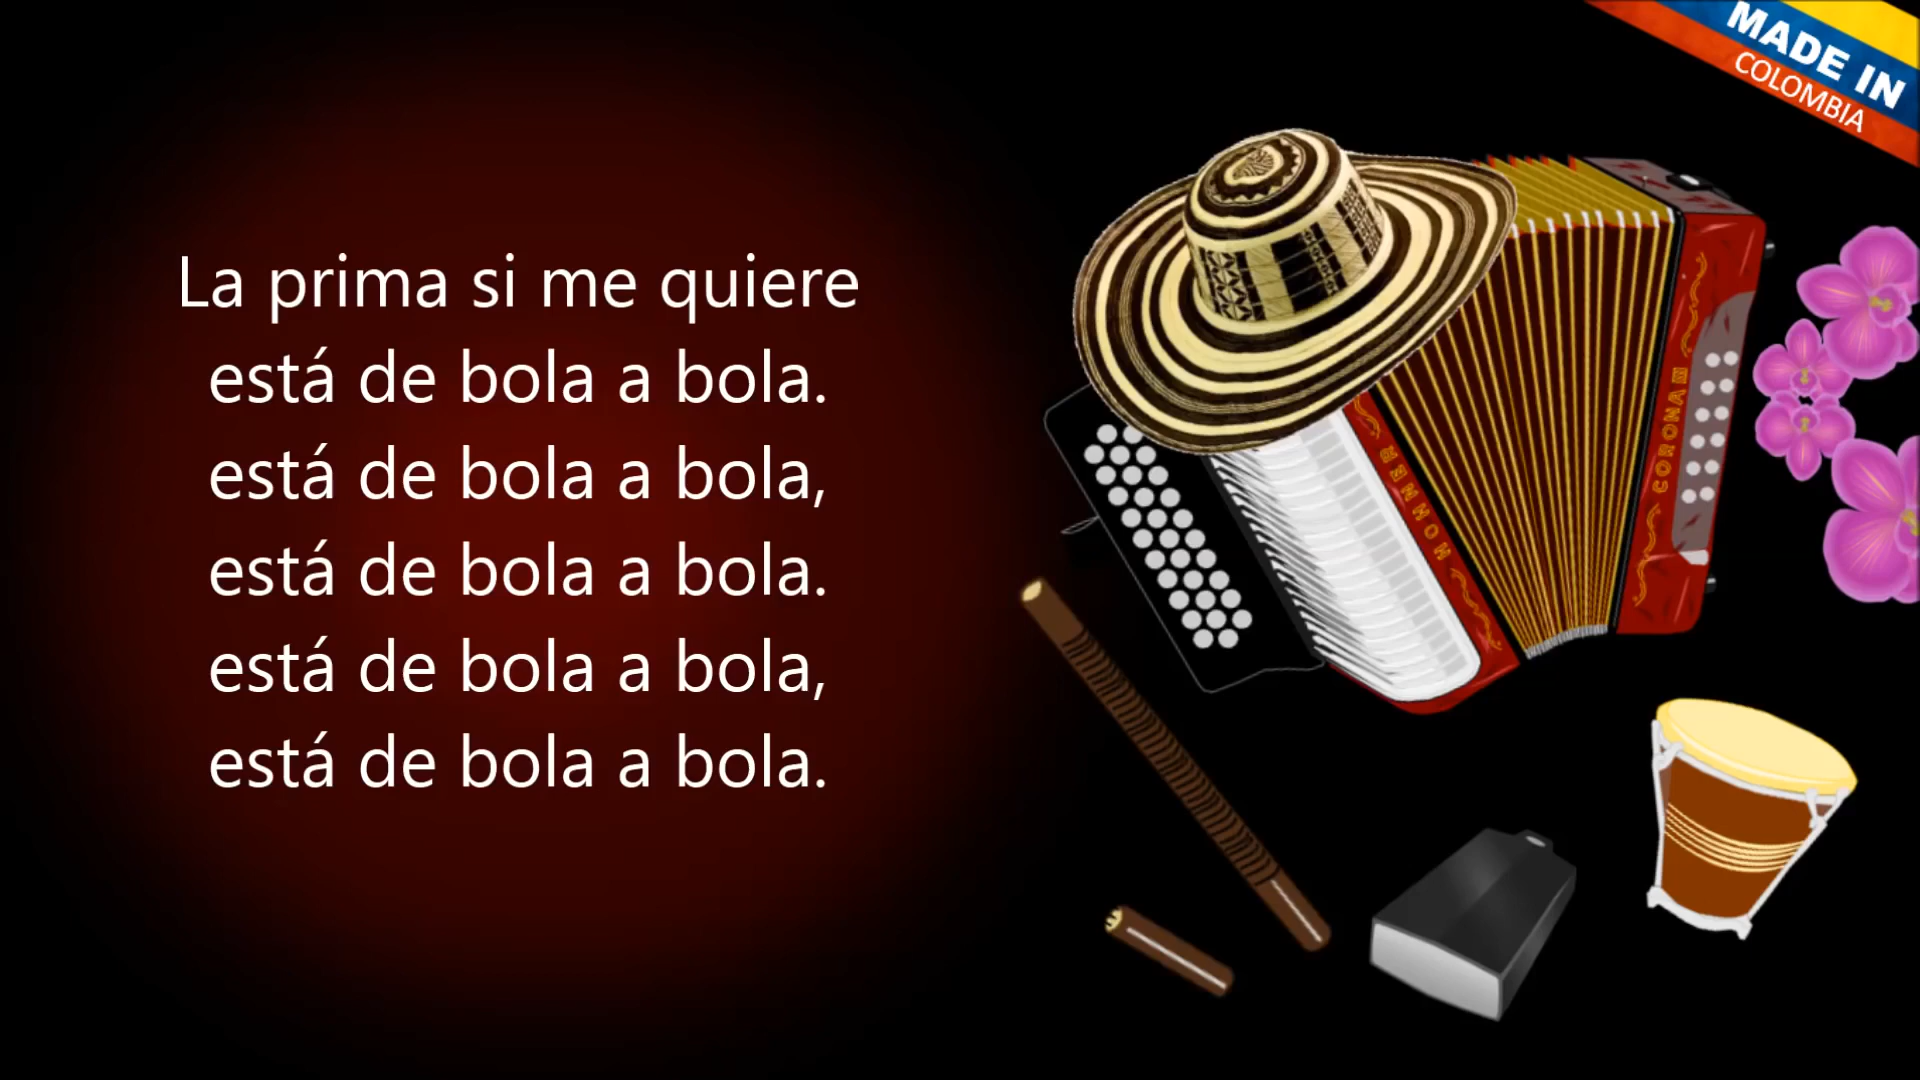 MADE IN
COLOMBIA
La prima si me quiere
está de bola a bola.
está de bola a bola,
está de bola a bola.
está de bola a bola,
está de bola a bola.
HOHNER
CORONA III